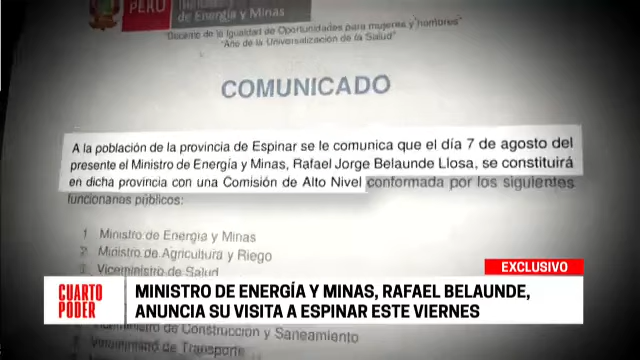 PERÚ
Ministerio
de Energía y Minas
"Decenio de la Igualdad de Oportunidades para mujeres y hombres"
"Año de la Universalización de la Salud"
COMUNICADO
A la población de la provincia de Espinar se le comunica que el día 7 de agosto del
presente el Ministro de Energía y Minas, Rafael Jorge Belaunde Llosa, se constituirá
en dicha provincia con una Comisión de Alto Nivel conformada por los siguientes
funcionarios públicos:
1 Ministro de Energía y Minas
2 Ministro de Agricultura y Riego
Viceministro de Salud
EXCLUSIVO
CUARTO
PODER
MINISTRO DE ENERGÍA Y MINAS, RAFAEL BELAUNDE,
ANUNCIA SU VISITA A ESPINAR ESTE VIERNES
de Construcción y Saneamiento
Viceministro de Transporte